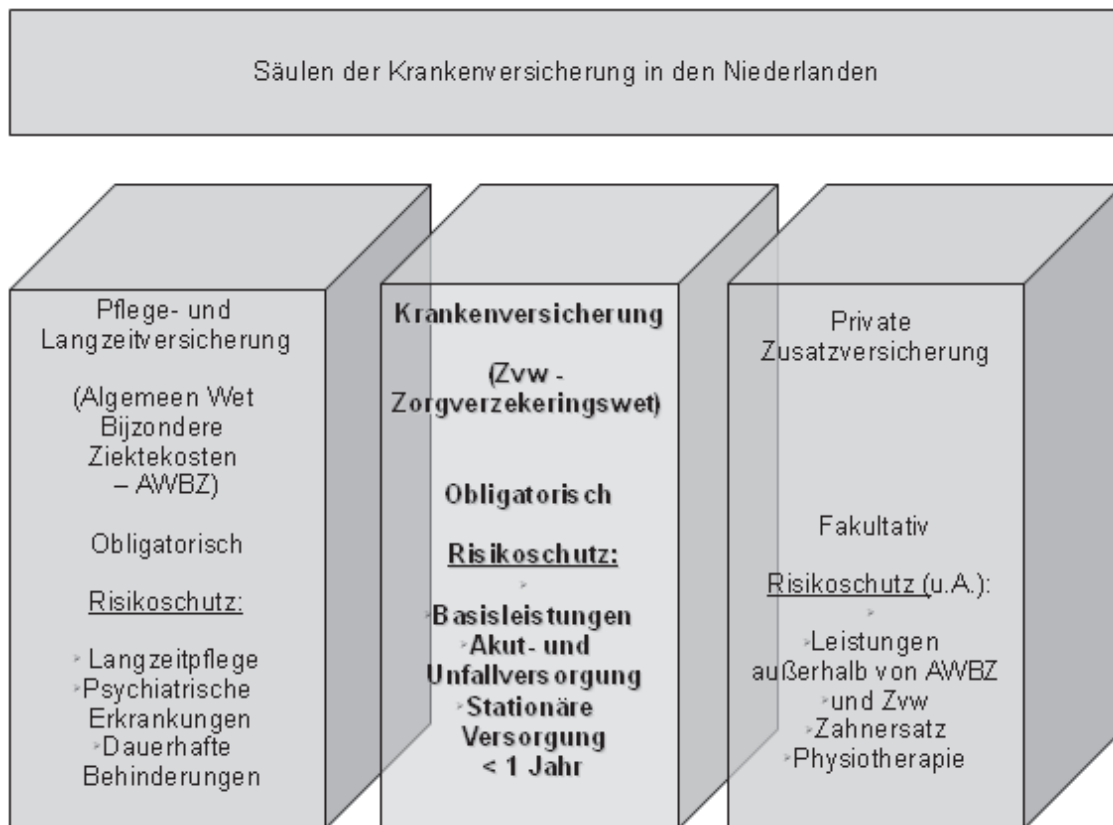 Säulen der Krankenversicherung in den Niederlanden
Pflege- und
Langzeitversicherung
(Algemeen Wet
Bijzondere
Ziektekosten
– AWBZ)
Obligatorisch
Risikoschutz:
Langzeitpflege
Psychiatrische
Erkrankungen
Dauerhafte
Behinderungen
Krankenversicherung
(Zvw -
Zorgverzekeringswet)
Obligatorisch
Risikoschutz:
Basisleistungen
Akut- und
Unfallversorgung
Stationäre
Versorgung
< 1 Jahr
Private
Zusatzversicherung
Fakultativ
Risikoschutz (u.A.):
Leistungen
außerhalb von AWBZ
und Zvw
Zahnersatz
Physiotherapie